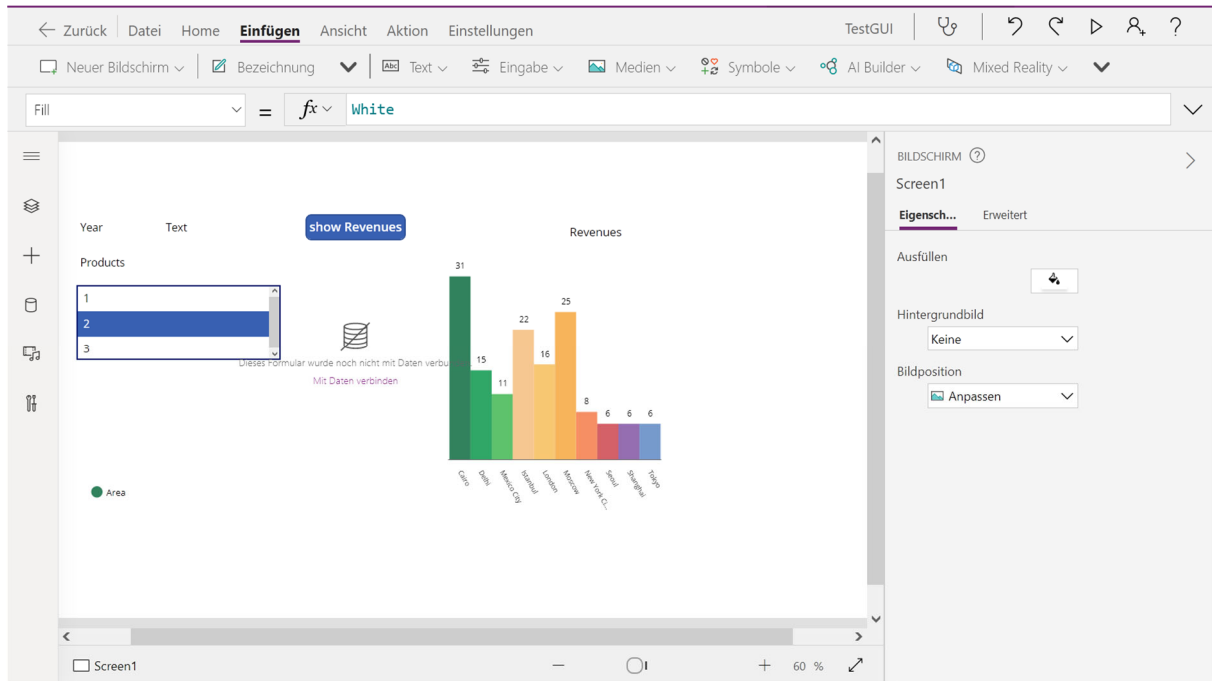 Zurück Datei Home Einfügen Ansicht Aktion Einstellungen TestGUI
Neuer Bildschirm Bezeichnung Abc Text Eingabe Medien Symbole AI Builder Mixed Reality
Fill = fx White
BILDSCHIRM ?
Screen1
Eigensch... Erweitert
Ausfüllen
Hintergrundbild
Keine
Bildposition
Anpassen
Year Text show Revenues Revenues
Products
1
2
3
Dieses Formular wurde noch nicht mit Daten
Mit Daten verbinden
31
15
11
22
16
25
8
6
6
6
Cairo
Delhi
Mexico City
Istanbul
London
Moscow
New York Ci...
Seoul
Shanghai
Tokyo
Area
Screen1 60 %